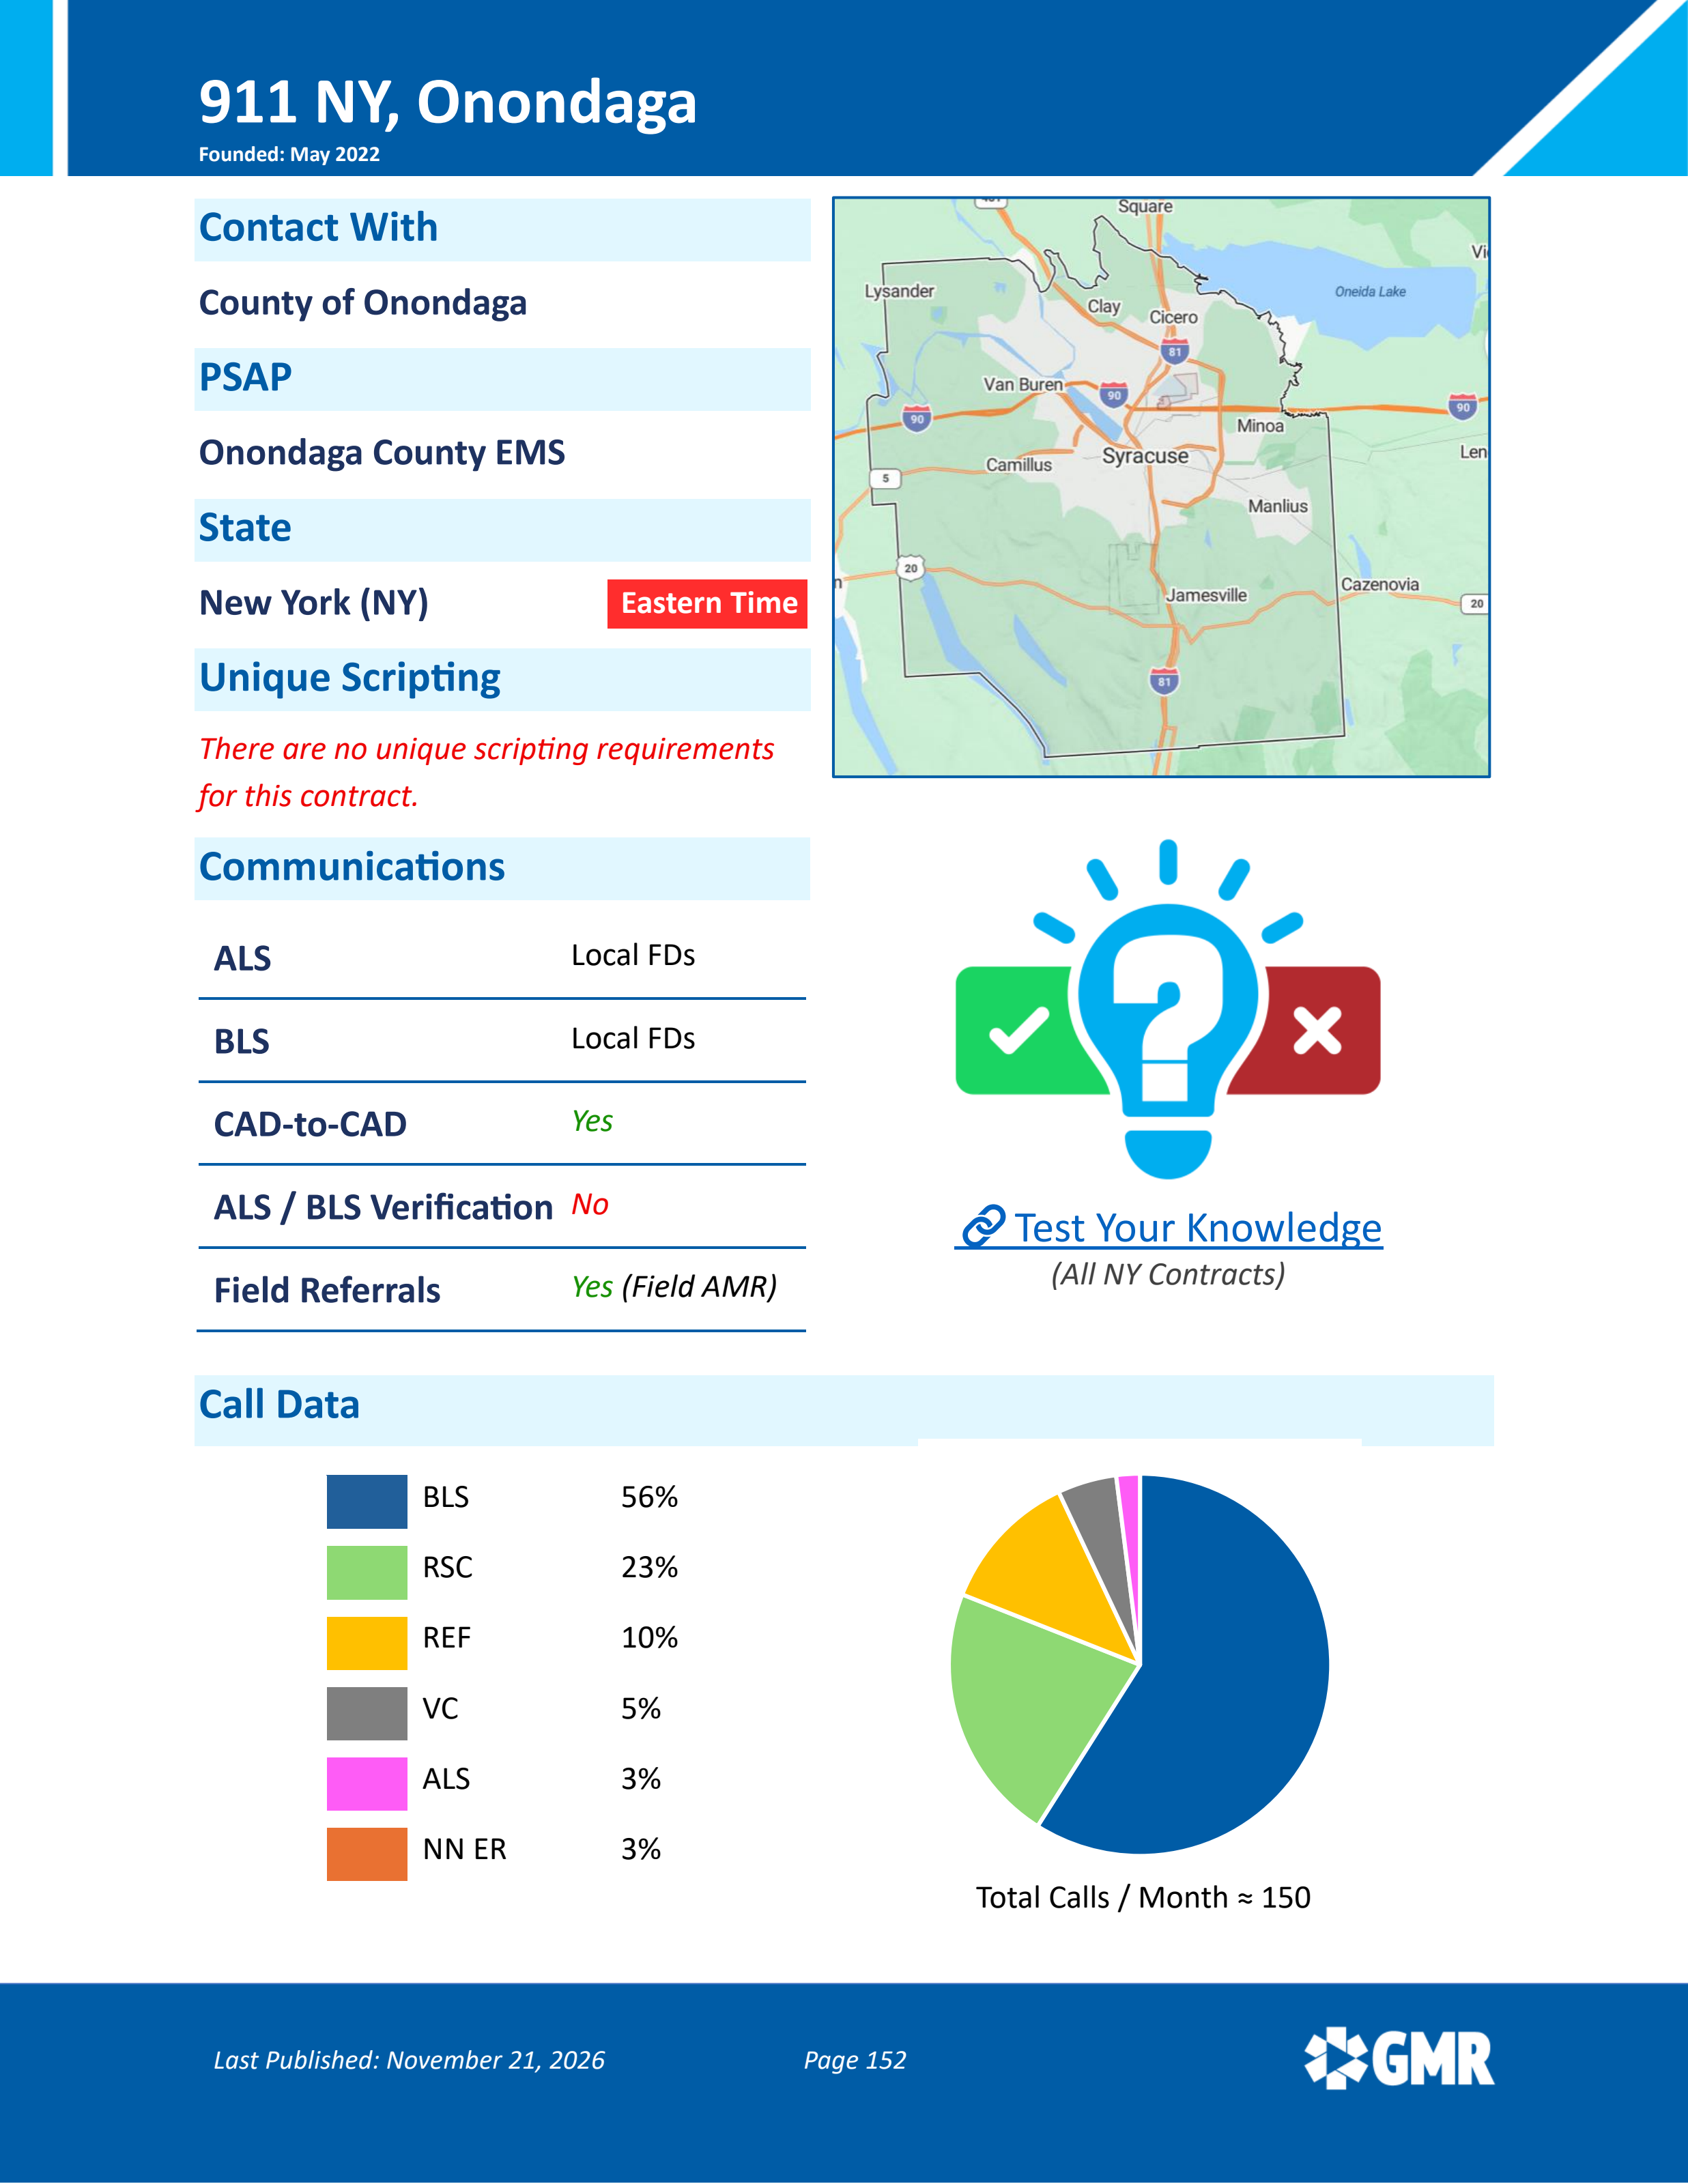 911 NY, Onondaga
Founded: May 2022
Contact With
County of Onondaga
PSAP
Onondaga County EMS
State
New York (NY)
Eastern Time
Unique Scripting
There are no unique scripting requirements
for this contract.
Square
Lysander
Oneida Lake
Clay
Cicero
81
Van Buren
90
90
90
Minoa
Syracuse
Camillus
Len
5
Manlius
20
Jamesville
Cazenovia
20
81
Communications
ALS Local FDs
BLS Local FDs
CAD-to-CAD Yes
ALS / BLS Verification No
Field Referrals Yes (Field AMR)
Test Your Knowledge
(All NY Contracts)
Call Data
BLS 56%
RSC 23%
REF 10%
VC 5%
ALS 3%
NN ER 3%
Total Calls / Month ≈ 150
Last Published: November 21, 2026
Page 152
GMR